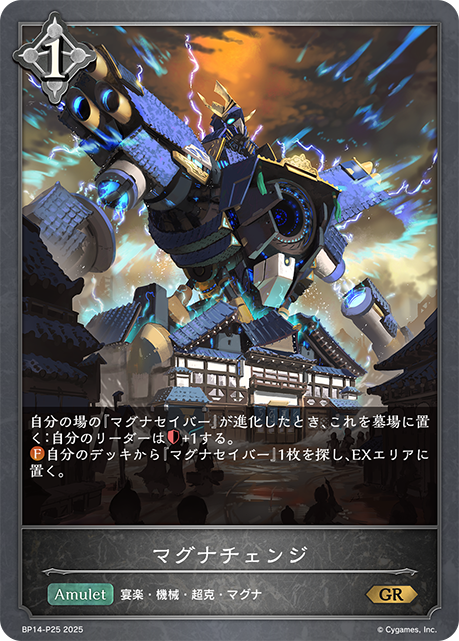 1
自分の場の『マグナセイバー』が進化したとき、これを墓場に置
く:自分のリーダーは+1する。
F自分のデッキから『マグナセイバー』1枚を探し、EXエリアに
置く。
マグナチェンジ
Amulet 宴楽・機械・超克・マグナ GR
BP14-P25 2025 © Cygames, Inc.